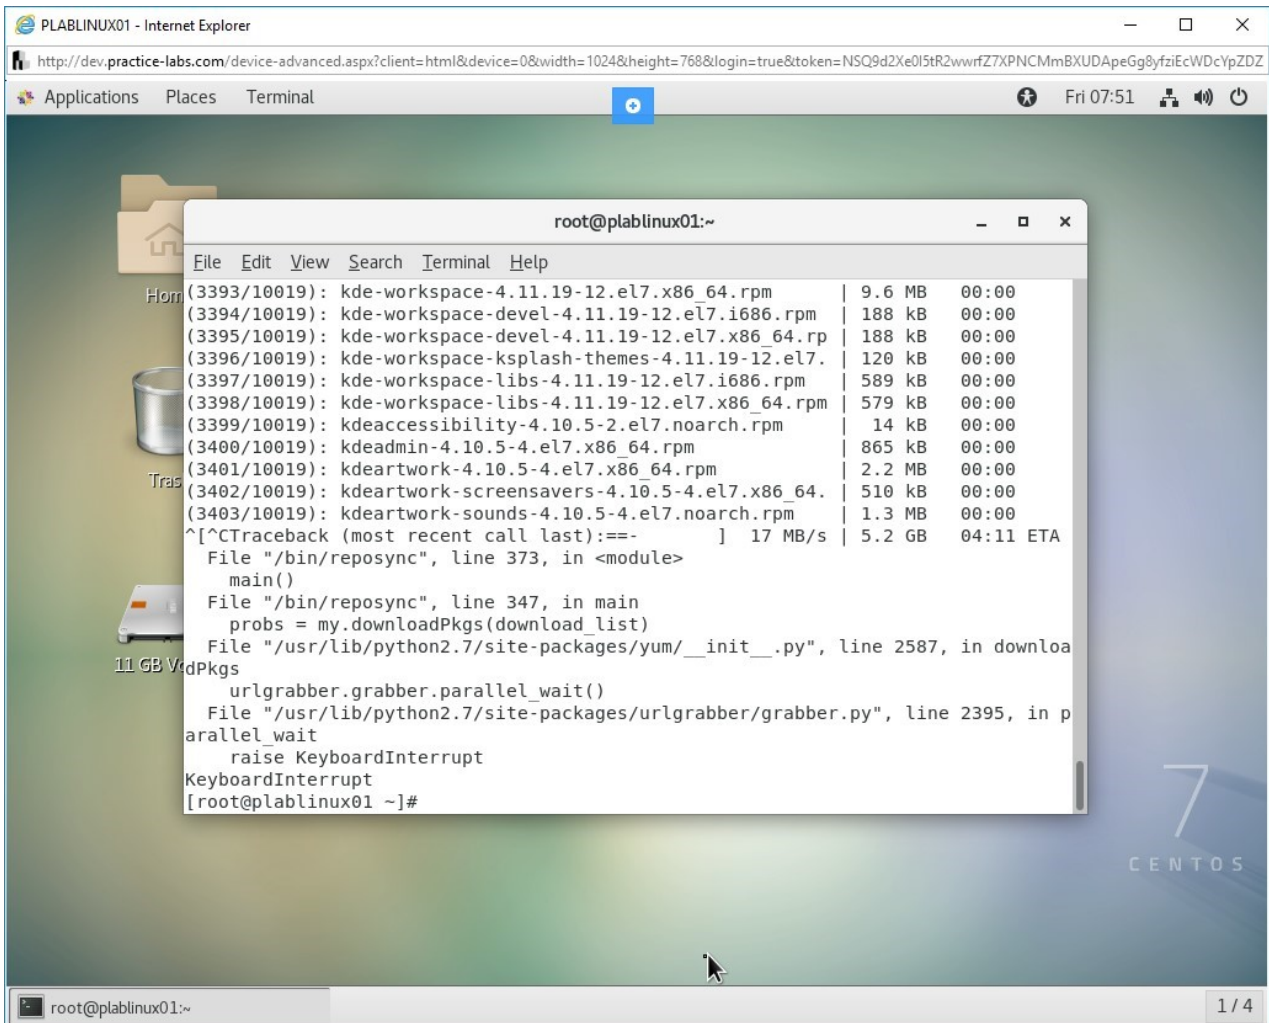 PLABLINUX01 - Internet Explorer
http://dev.practice-labs.com/device-advanced.aspx?client=html&device=0&width=1024&height=768&login=true&token=NSQ9d2Xe0I5tR2wwrfZ7XPNCMmBXUDApeGg8yfziEcWDcYpZDZ
Applications Places Terminal Fri 07:51
root@plablinux01:~
File Edit View Search Terminal Help
Hom
(3393/10019): kde-workspace-4.11.19-12.el7.x86_64.rpm | 9.6 MB 00:00
(3394/10019): kde-workspace-devel-4.11.19-12.el7.i686.rpm | 188 kB 00:00
(3395/10019): kde-workspace-devel-4.11.19-12.el7.x86_64.rp | 188 kB 00:00
(3396/10019): kde-workspace-ksplash-themes-4.11.19-12.el7. | 120 kB 00:00
(3397/10019): kde-workspace-libs-4.11.19-12.el7.i686.rpm | 589 kB 00:00
(3398/10019): kde-workspace-libs-4.11.19-12.el7.x86_64.rpm | 579 kB 00:00
(3399/10019): kdeaccessibility-4.10.5-2.el7.noarch.rpm | 14 kB 00:00
(3400/10019): kdeadmin-4.10.5-4.el7.x86_64.rpm | 865 kB 00:00
(3401/10019): kdeartwork-4.10.5-4.el7.x86_64.rpm | 2.2 MB 00:00
Tras
(3402/10019): kdeartwork-screensavers-4.10.5-4.el7.x86_64. | 510 kB 00:00
(3403/10019): kdeartwork-sounds-4.10.5-4.el7.noarch.rpm | 1.3 MB 00:00
^[^CTraceback (most recent call last):==- ] 17 MB/s | 5.2 GB 04:11 ETA
File "/bin/reposync", line 373, in <module>
main()
File "/bin/reposync", line 347, in main
probs = my.downloadPkgs(download_list)
File "/usr/lib/python2.7/site-packages/yum/__init__.py", line 2587, in downloa
11 GB Vo
dPkgs
urlgrabber.grabber.parallel_wait()
File "/usr/lib/python2.7/site-packages/urlgrabber/grabber.py", line 2395, in p
arallel_wait
raise KeyboardInterrupt
KeyboardInterrupt
[root@plablinux01 ~]#
7
CENTOS
root@plablinux01:~
1 / 4